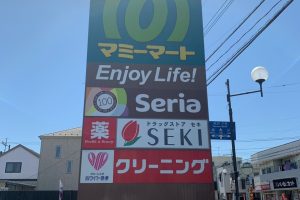 マミーマート
Enjoy Life!
100
Seria
薬
ドラッグストア セキ
SEKI
クリーニング